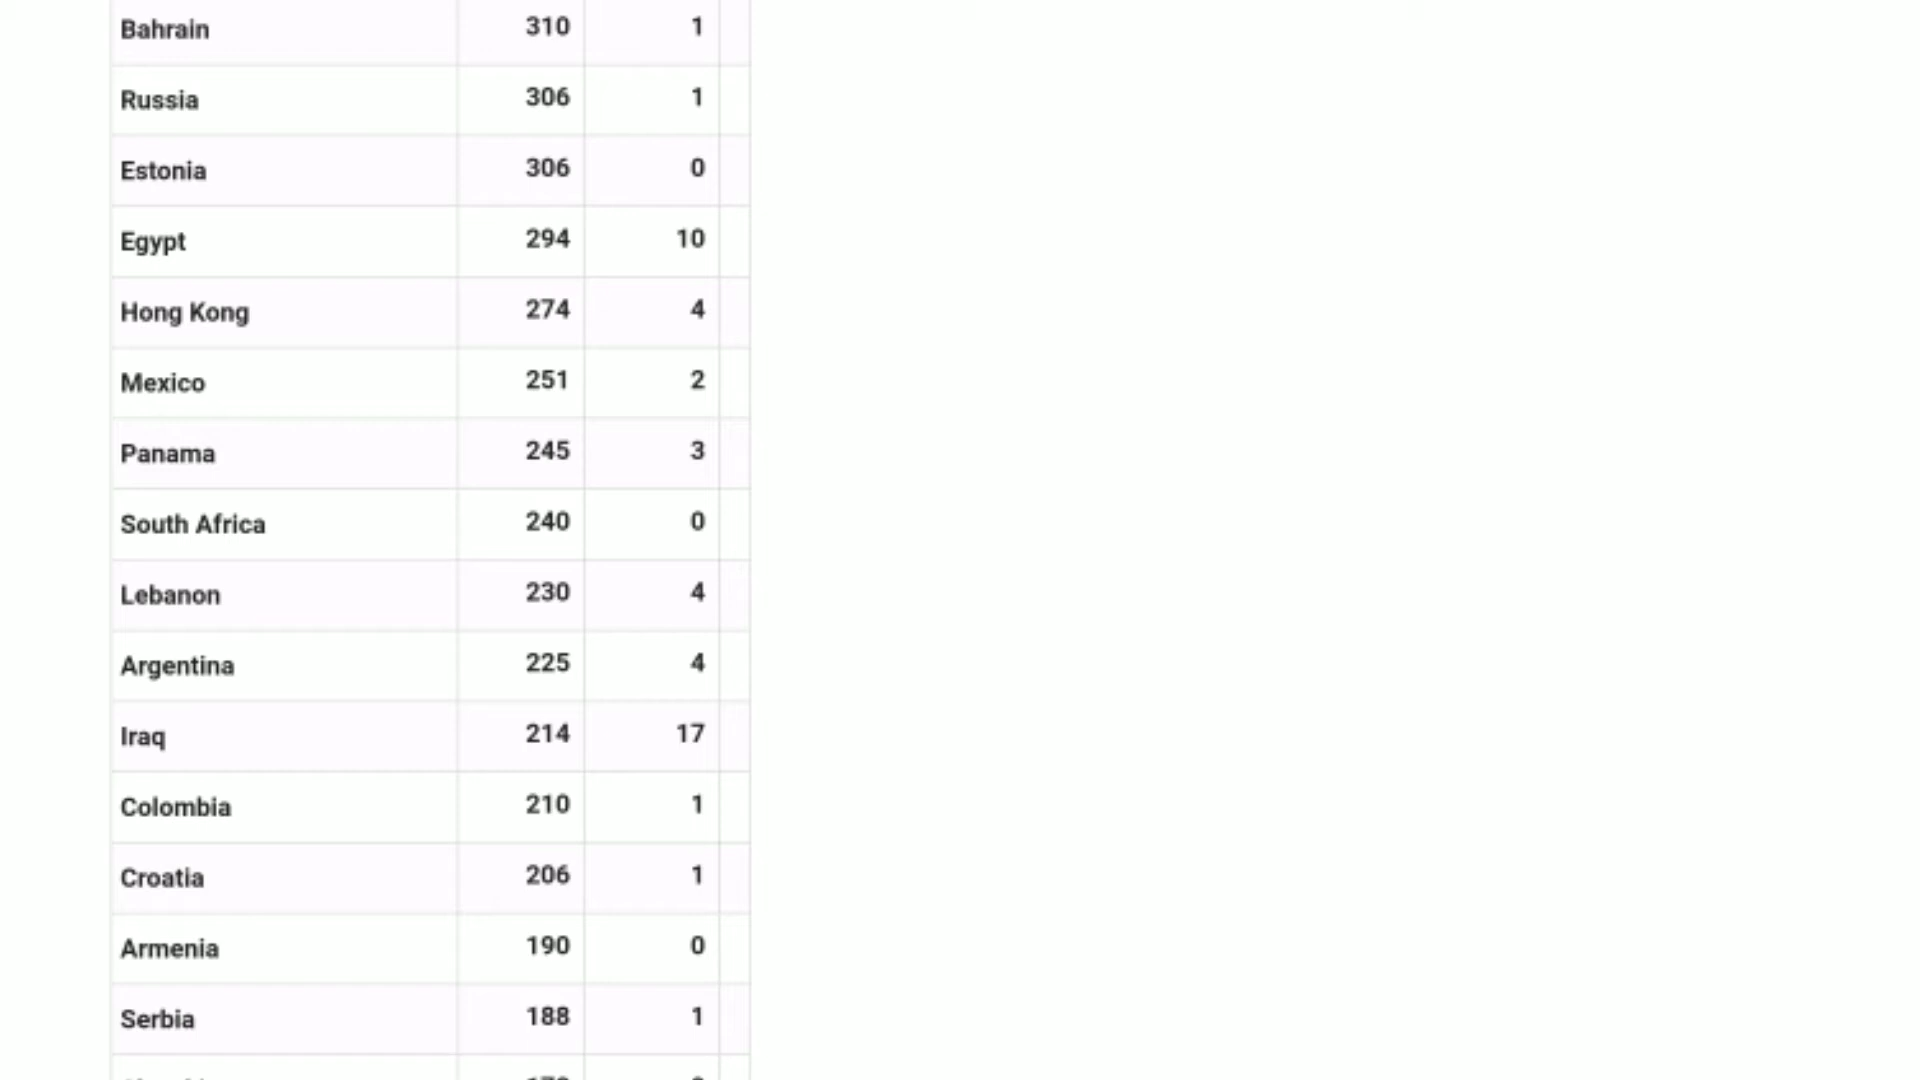 Bahrain 310 1
Russia 306 1
Estonia 306 0
Egypt 294 10
Hong Kong 274 4
Mexico 251 2
Panama 245 3
South Africa 240 0
Lebanon 230 4
Argentina 225 4
Iraq 214 17
Colombia 210 1
Croatia 206 1
Armenia 190 0
Serbia 188 1